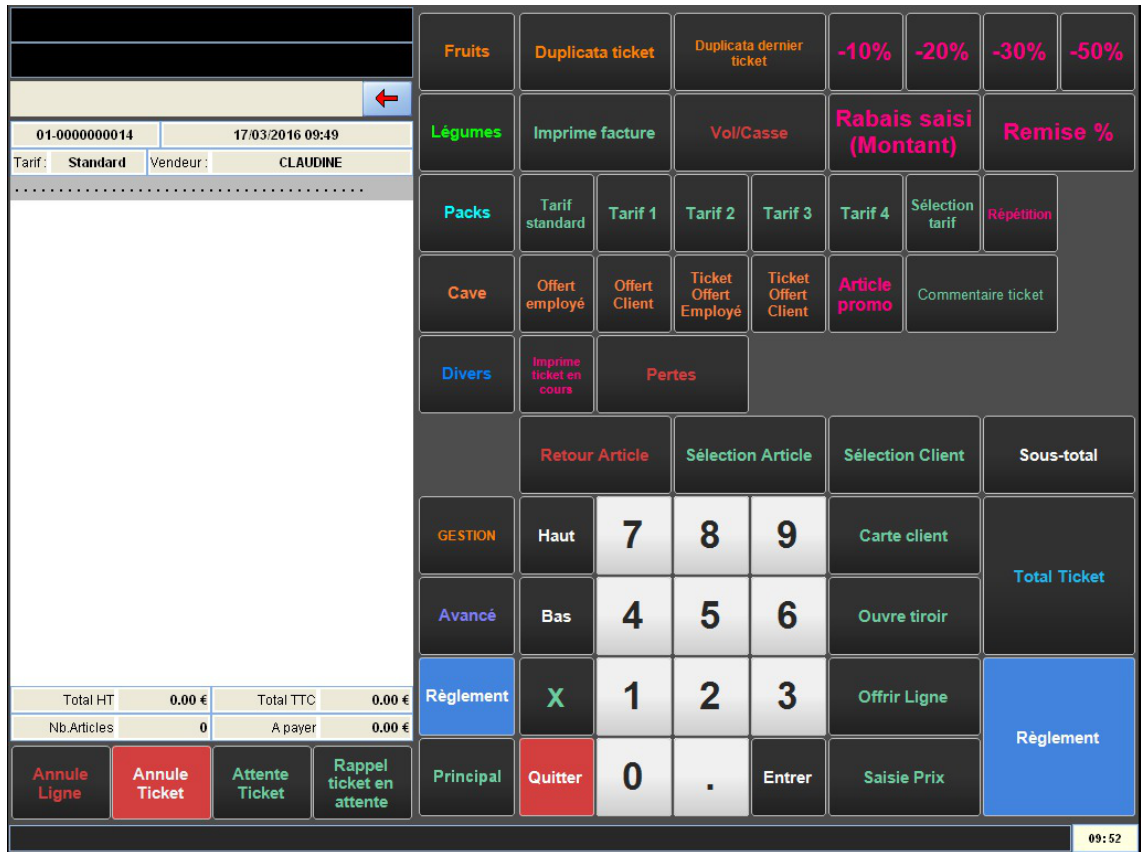 Fruits
Duplicata ticket
Duplicata dernier
ticket
-10%
-20%
-30%
-50%
01-0000000014
17/03/2016 09:49
Légumes
Imprime facture
Vol/Casse
Rabais saisi
(Montant)
Remise %
Tarif :
Standard
Vendeur :
CLAUDINE
Packs
Tarif
standard
Tarif 1
Tarif 2
Tarif 3
Tarif 4
Sélection
tarif
Répétition
Cave
Offert
employé
Offert
Client
Ticket
Offert
Employé
Ticket
Offert
Client
Article
promo
Commentaire ticket
Divers
Imprime
ticket en
cours
Pertes
Retour Article
Sélection Article
Sélection Client
Sous-total
GESTION
Haut
7
8
9
Carte client
Total Ticket
Avancé
Bas
4
5
6
Ouvre tiroir
Total HT
0.00 €
Total TTC
0.00 €
Nb.Articles
0
A payer
0.00 €
Règlement
X
1
2
3
Offrir Ligne
Règlement
Annule
Ligne
Annule
Ticket
Attente
Ticket
Rappel
ticket en
attente
Principal
Quitter
0
.
Entrer
Saisie Prix
09:52